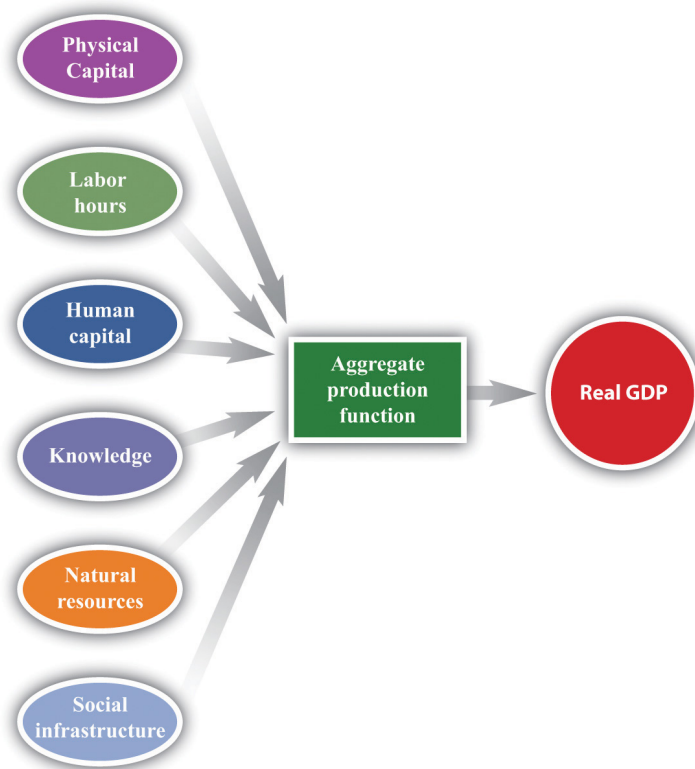 Physical
Capital
Labor
hours
Human
capital
Knowledge
Natural
resources
Social
infrastructure
Aggregate
production
function
Real GDP